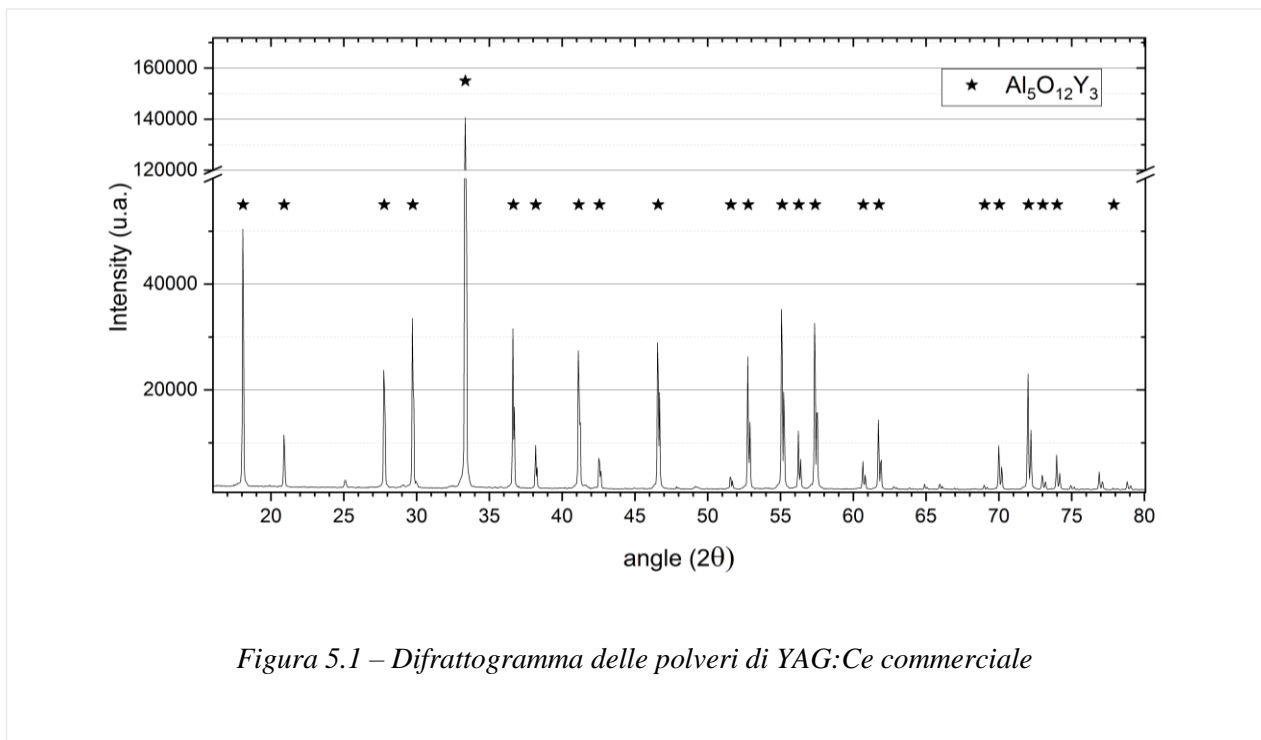 160000
140000
120000
40000
20000
Intensity (u.a.)
★ Al₅O₁₂Y₃
20 25 30 35 40 45 50 55 60 65 70 75 80
angle (2θ)
Figura 5.1 – Difrattogramma delle polveri di YAG:Ce commerciale